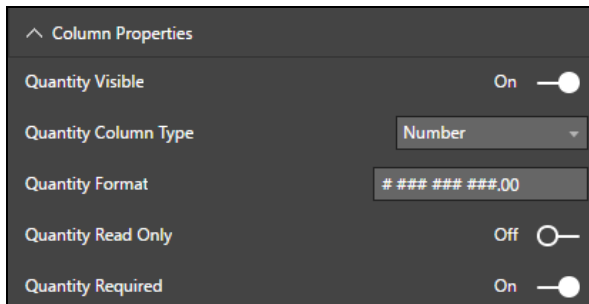 Column Properties
Quantity Visible On
Quantity Column Type Number
Quantity Format # ### ### ###.00
Quantity Read Only Off
Quantity Required On